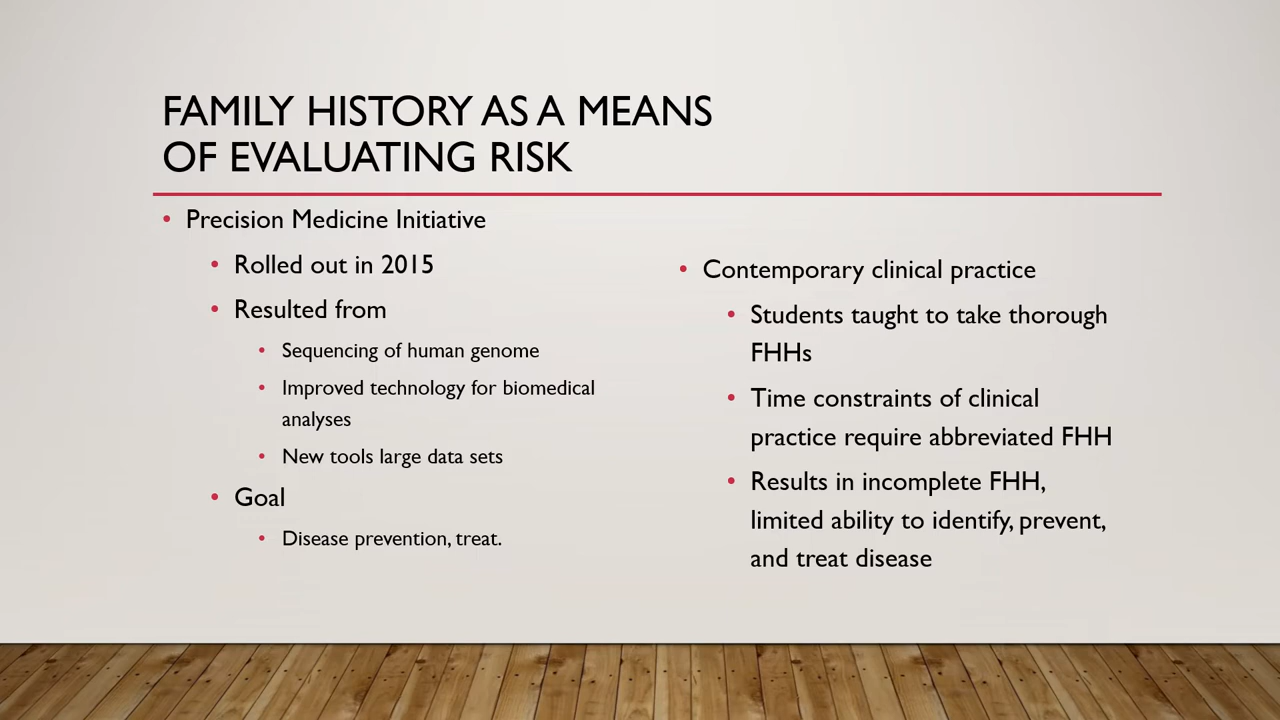 FAMILY HISTORY AS A MEANS
OF EVALUATING RISK
• Precision Medicine Initiative
• Rolled out in 2015
• Resulted from
• Sequencing of human genome
• Improved technology for biomedical
analyses
• New tools large data sets
• Goal
• Disease prevention, treat.
• Contemporary clinical practice
• Students taught to take thorough
FHHs
• Time constraints of clinical
practice require abbreviated FHH
• Results in incomplete FHH,
limited ability to identify, prevent,
and treat disease